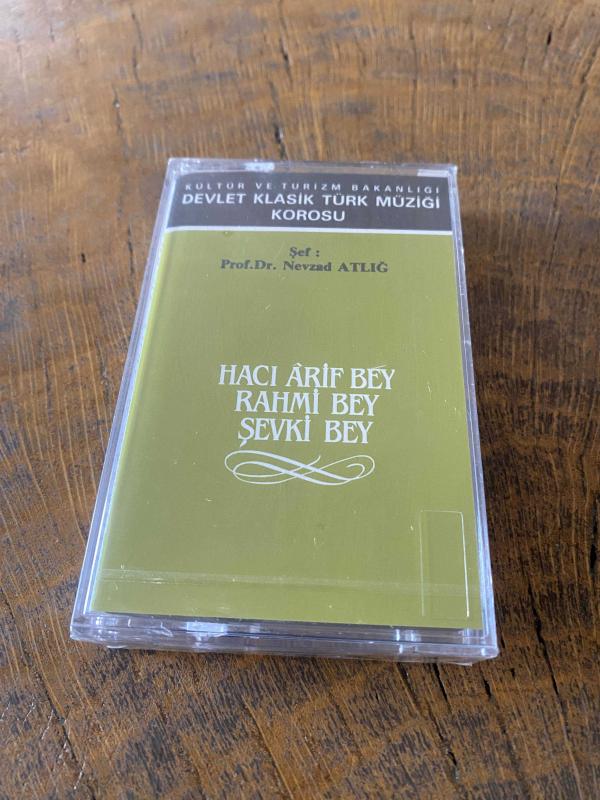 KÜLTÜR VE TURİZM BAKANLIĞI
DEVLET KLASİK TÜRK MÜZİĞİ
KOROSU
Şef :
Prof.Dr. Nevzad ATLIĞ
HACI ÂRİF BEY
RAHMİ BEY
ŞEVKİ BEY